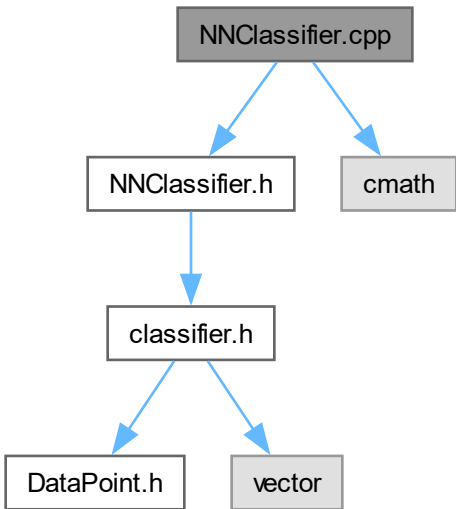 NNClassifier.cpp
NNClassifier.h
cmath
classifier.h
DataPoint.h
vector